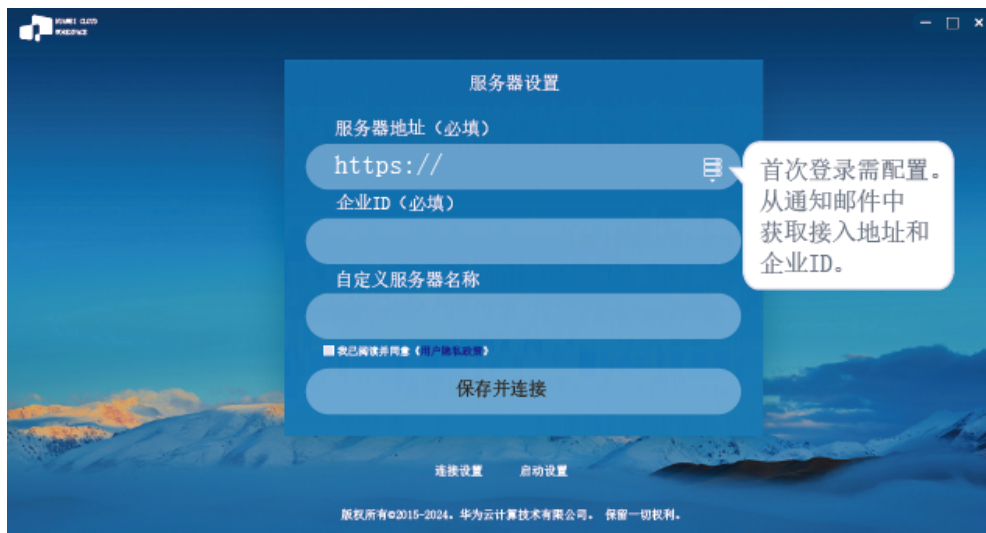 HUAWEI CLOUD
WORKSPACE
服务器设置
服务器地址（必填）
https://
首次登录需配置。
从通知邮件中
获取接入地址和
企业ID。
企业ID（必填）
自定义服务器名称
我已阅读并同意《用户隐私政策》
保存并连接
连接设置 启动设置
版权所有©2015-2024。华为云计算技术有限公司。 保留一切权利。